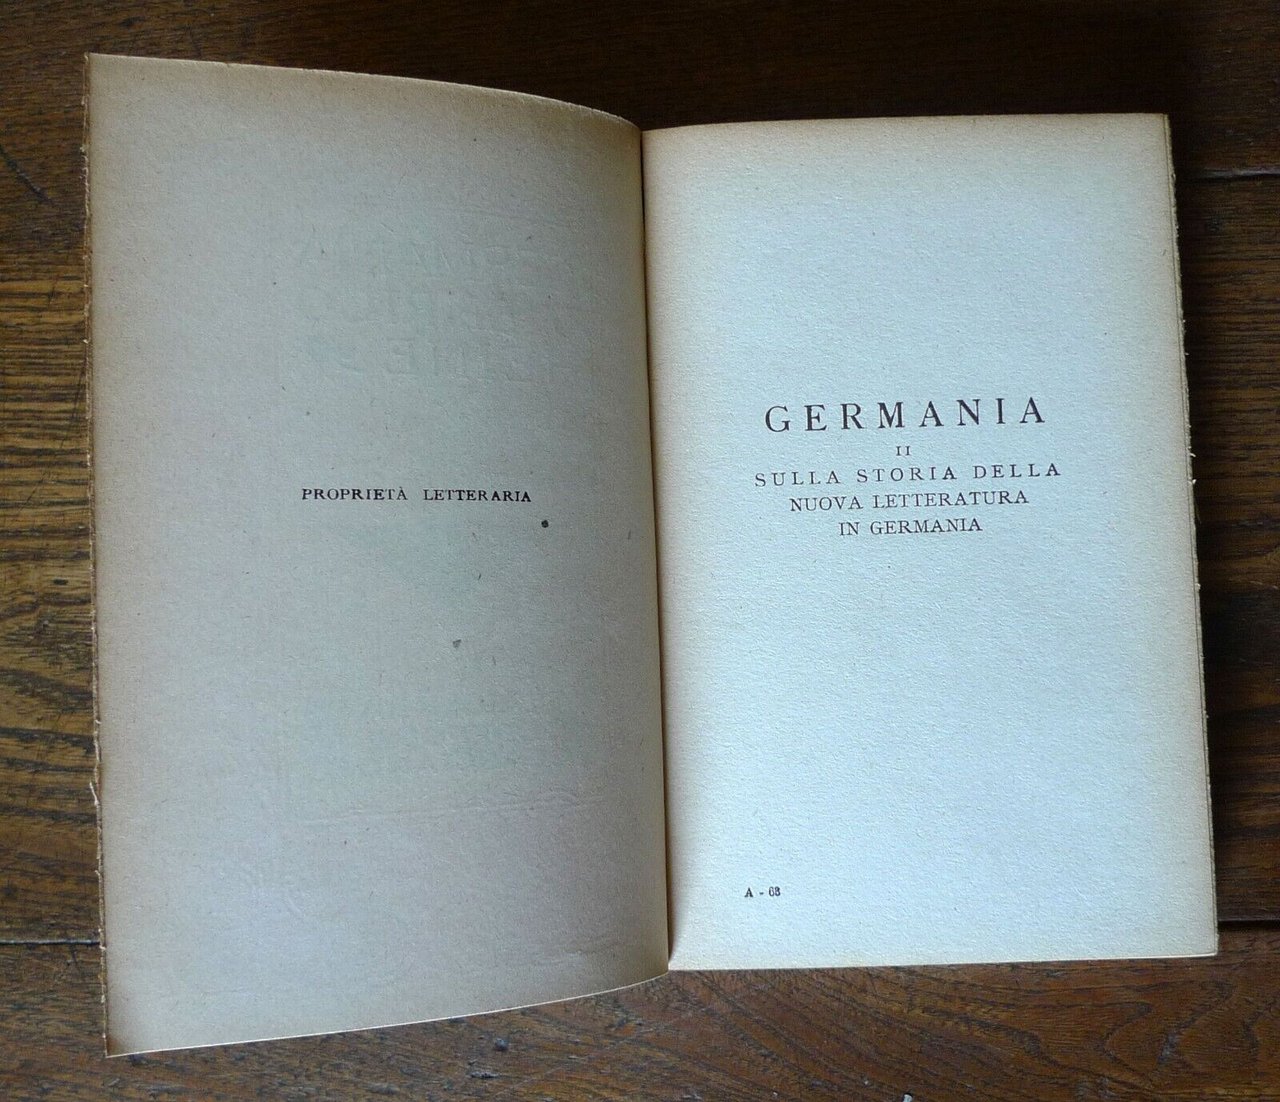 PROPRIETÀ LETTERARIA
GERMANIA
II
SULLA STORIA DELLA
NUOVA LETTERATURA
IN GERMANIA
A - 63